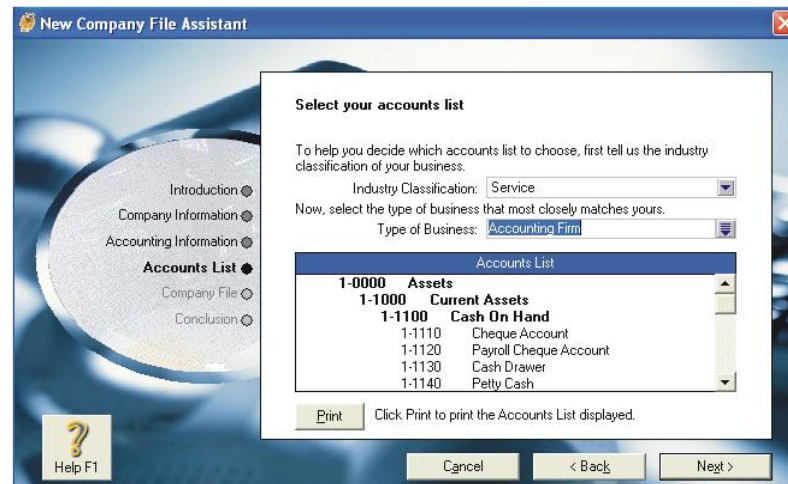 New Company File Assistant
Introduction
Company Information
Accounting Information
Accounts List
Company File
Conclusion
Help F1
Select your accounts list
To help you decide which accounts list to choose, first tell us the industry
classification of your business.
Industry Classification: Service
Now, select the type of business that most closely matches yours.
Type of Business: Accounting Firm
Accounts List
1-0000 Assets
1-1000 Current Assets
1-1100 Cash On Hand
1-1110 Cheque Account
1-1120 Payroll Cheque Account
1-1130 Cash Drawer
1-1140 Petty Cash
Print Click Print to print the Accounts List displayed.
Cancel < Back Next >